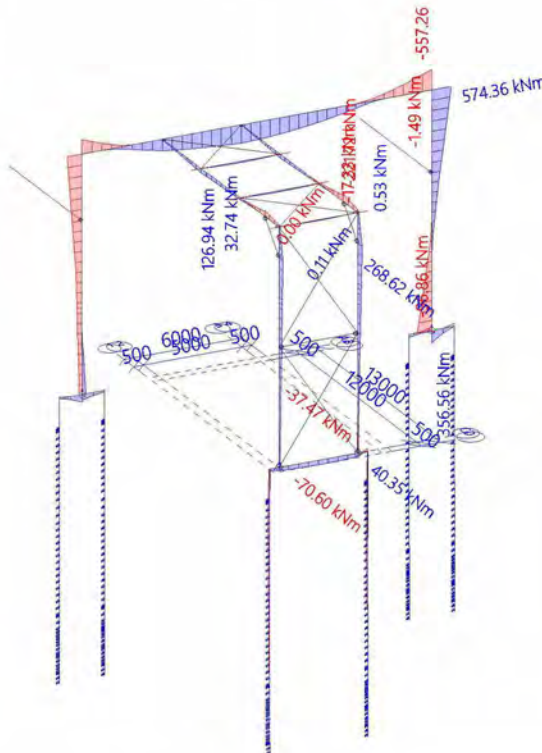 -557.26
574.36 kNm
-1.49 kNm
0.53 kNm
126.94 kNm
32.74 kNm
0.00 kNm
0.11 kNm
268.62 kNm
6000
500
5000
500
500
13000
12000
500
356.56 kNm
-37.47 kNm
40.35 kNm
-70.60 kNm